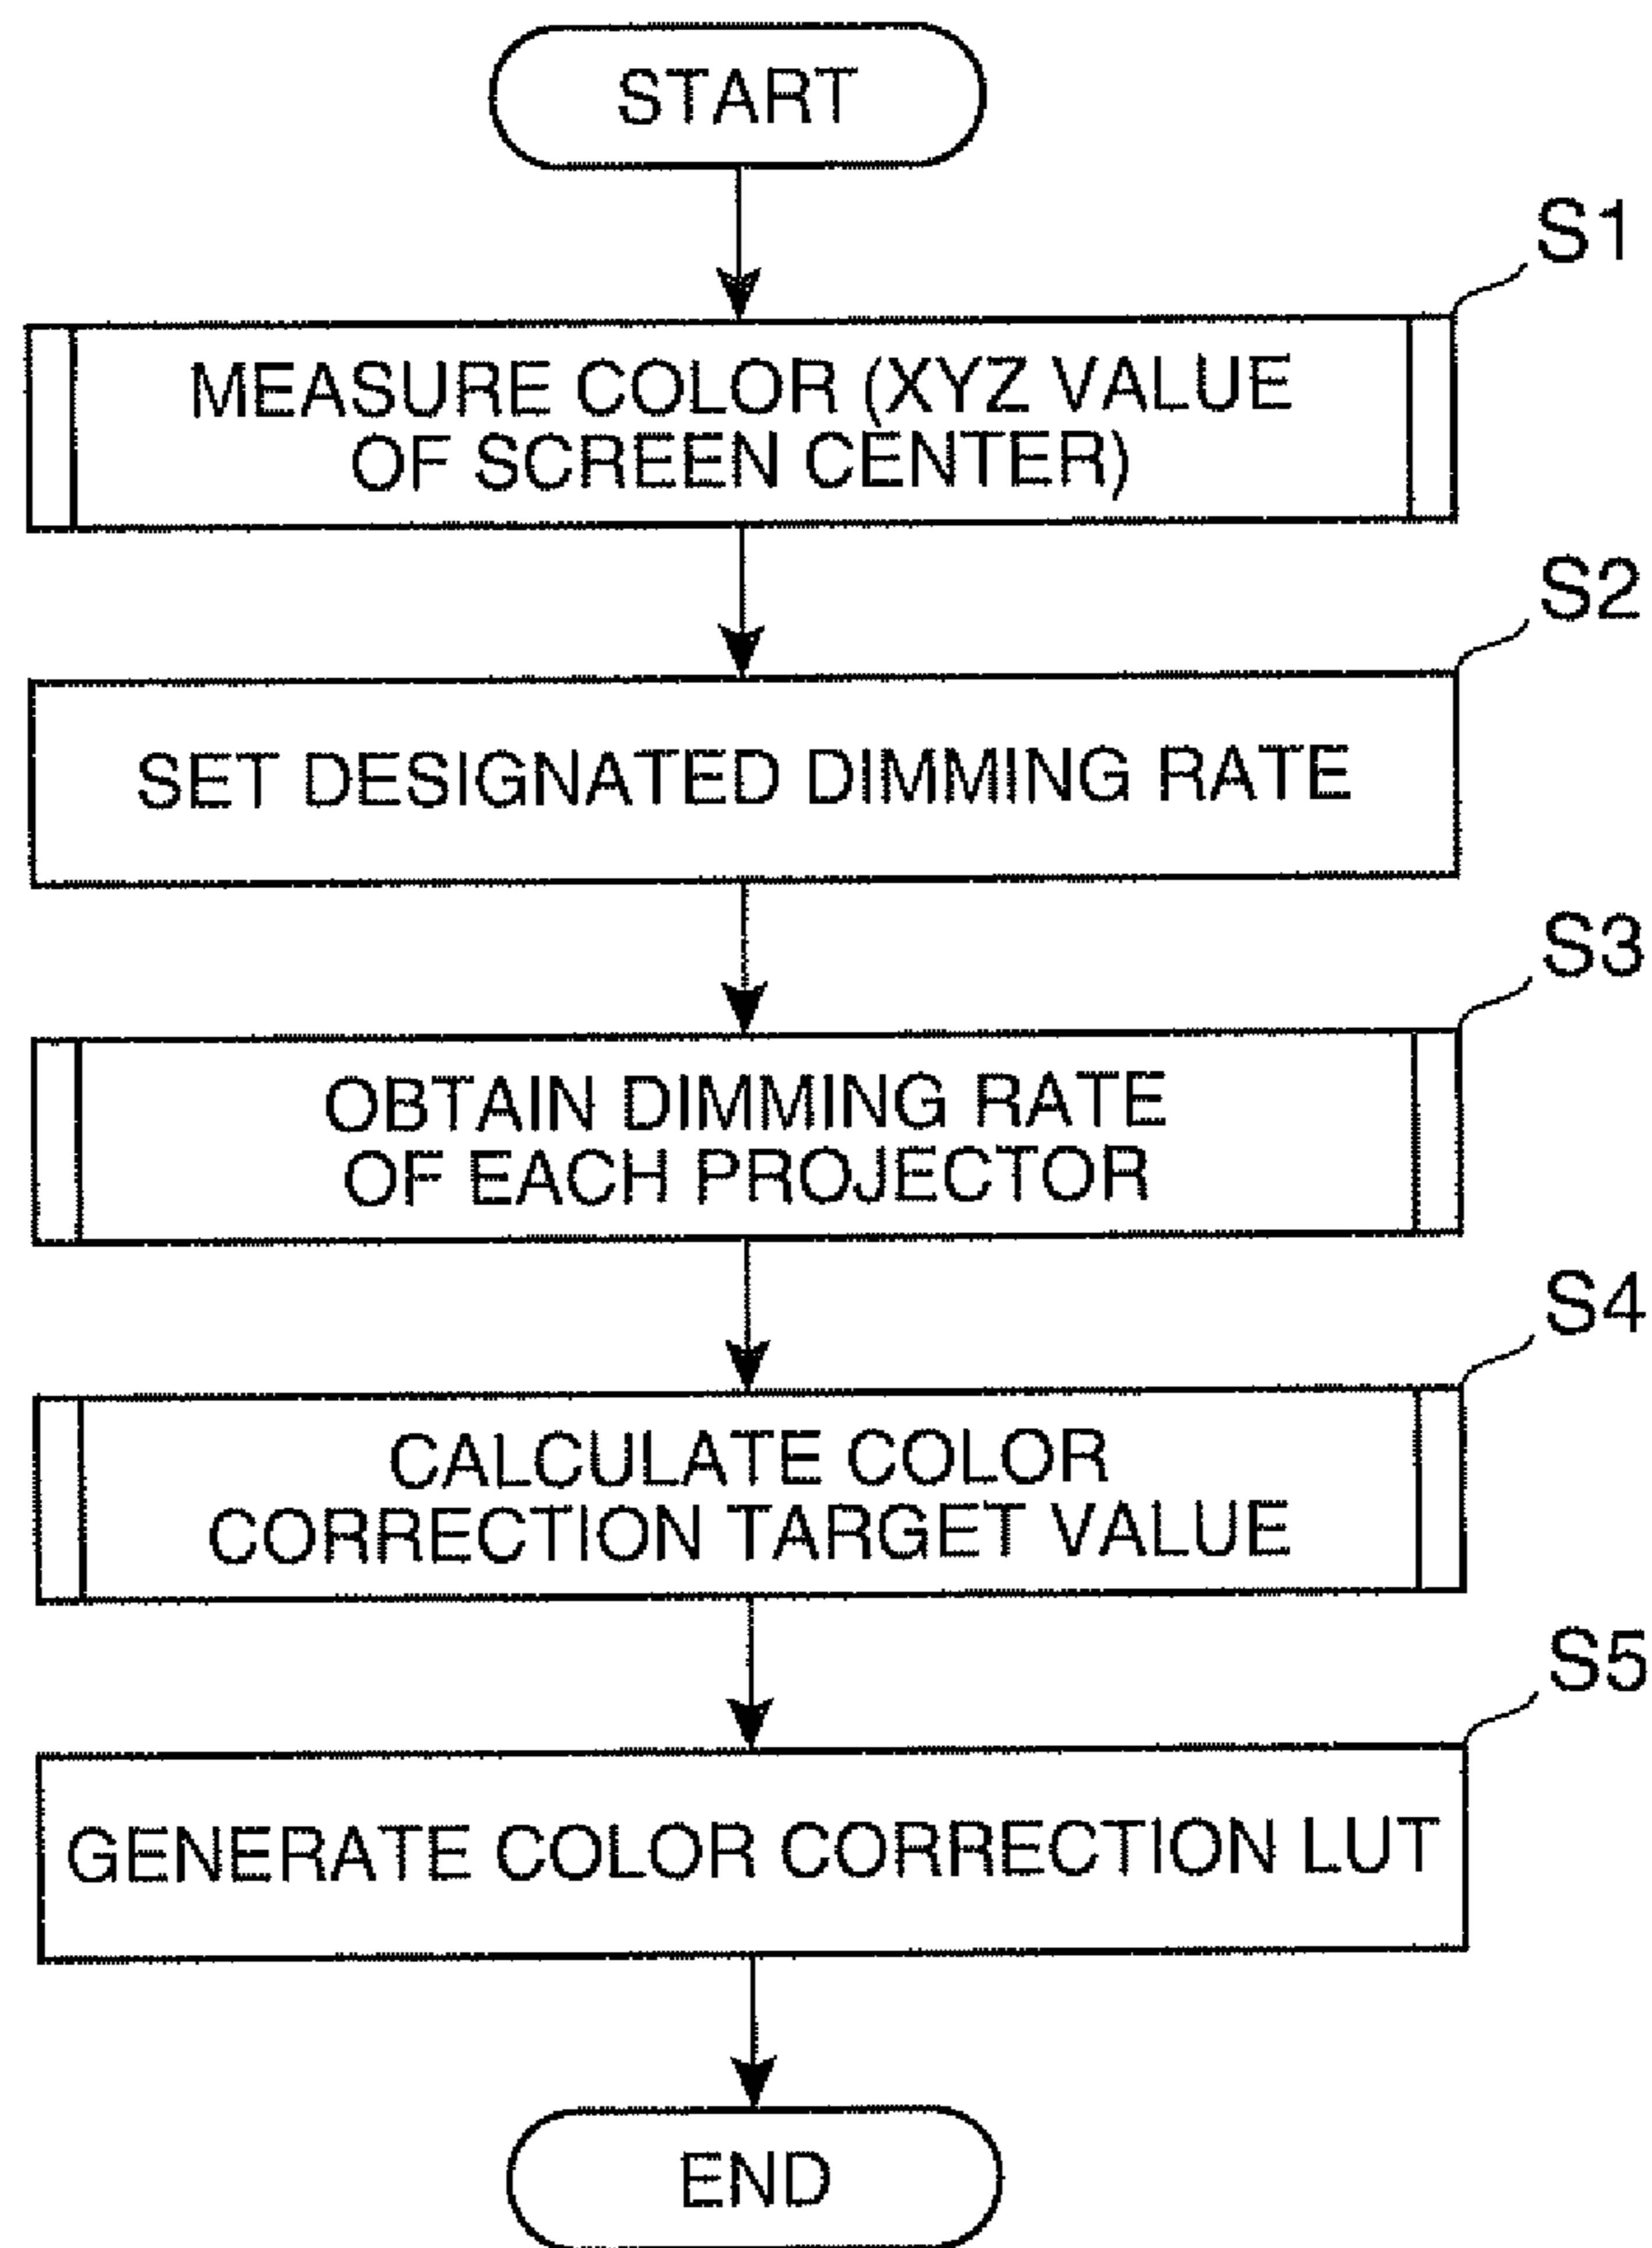 START
S1
MEASURE COLOR (XYZ VALUE
OF SCREEN CENTER)
S2
SET DESIGNATED DIMMING RATE
S3
OBTAIN DIMMING RATE
OF EACH PROJECTOR
S4
CALCULATE COLOR
CORRECTION TARGET VALUE
S5
GENERATE COLOR CORRECTION LUT
END